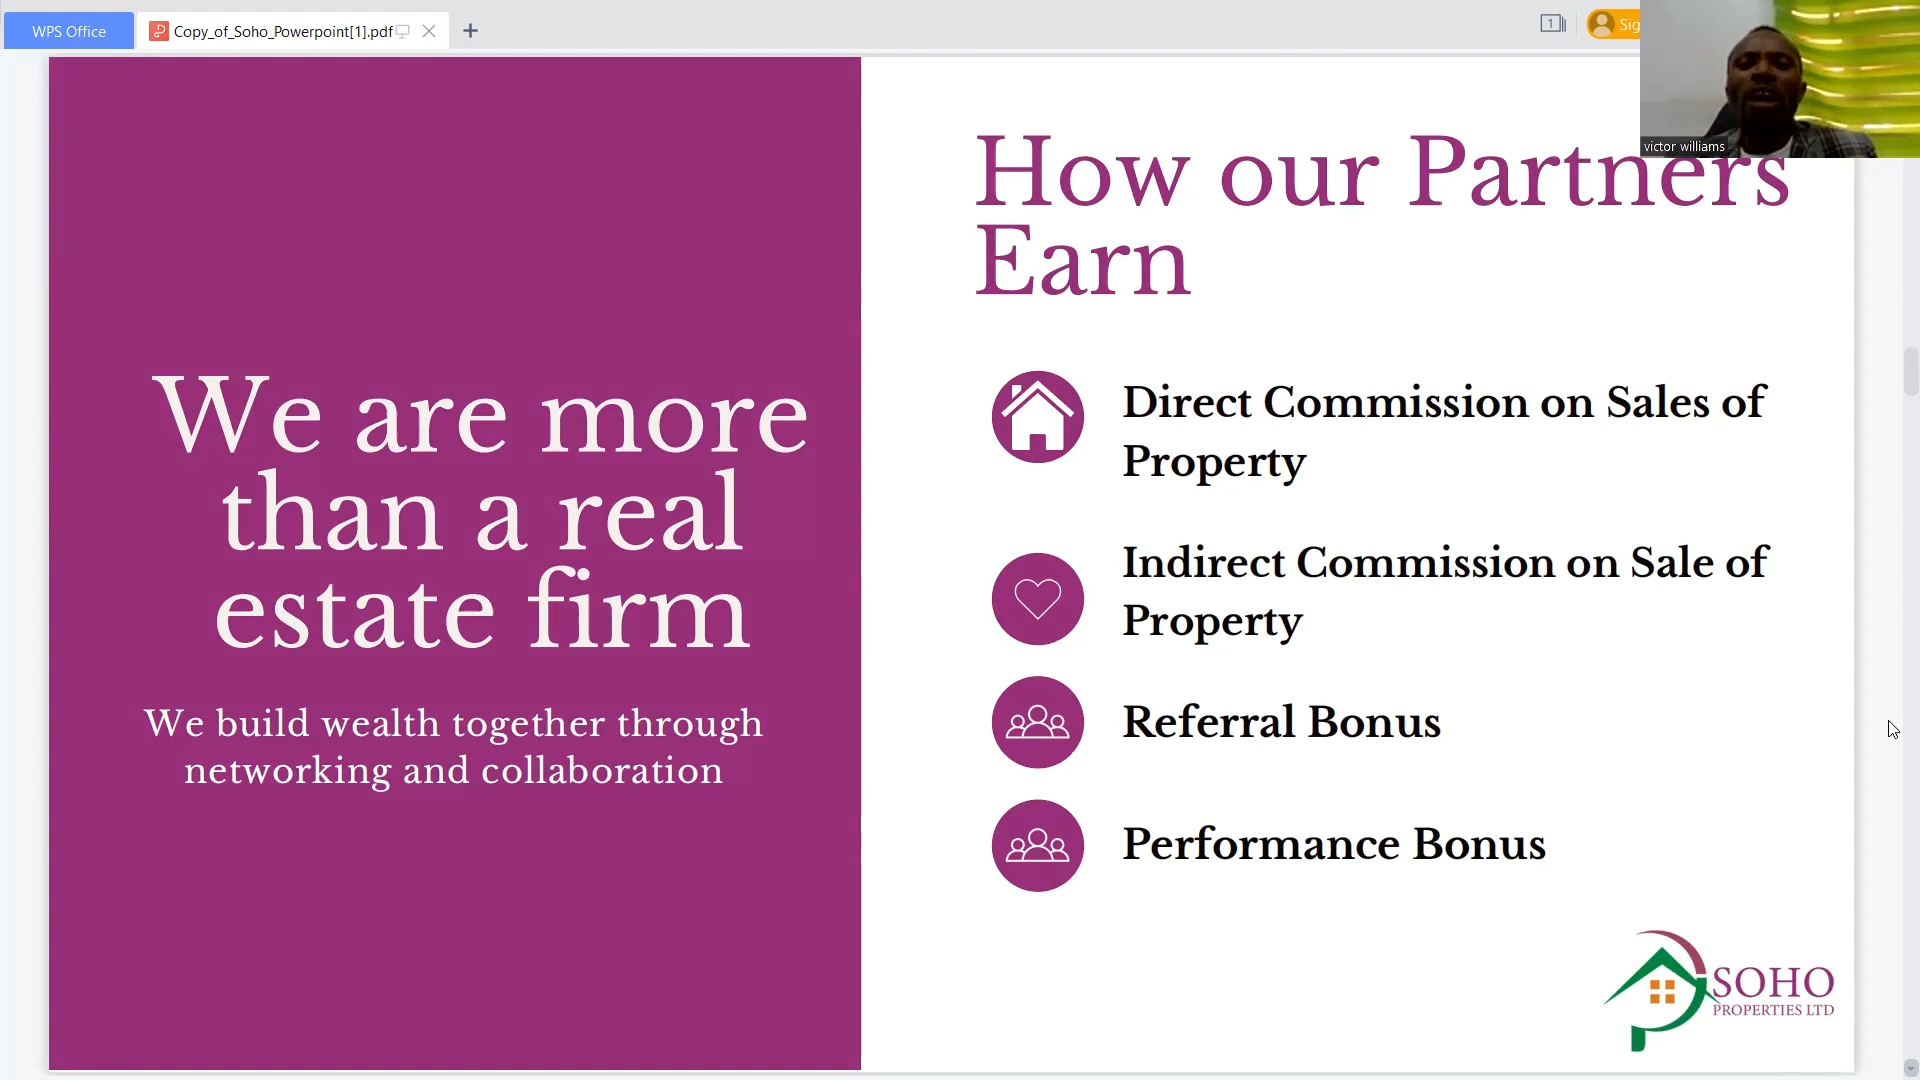 WPS Office
Copy_of_Soho_Powerpoint[1].pdf
1
Sig
victor williams
How our Partners
Earn
We are more
than a real
estate firm
We build wealth together through
networking and collaboration
Direct Commission on Sales of
Property
Indirect Commission on Sale of
Property
Referral Bonus
Performance Bonus
SOHO
PROPERTIES LTD